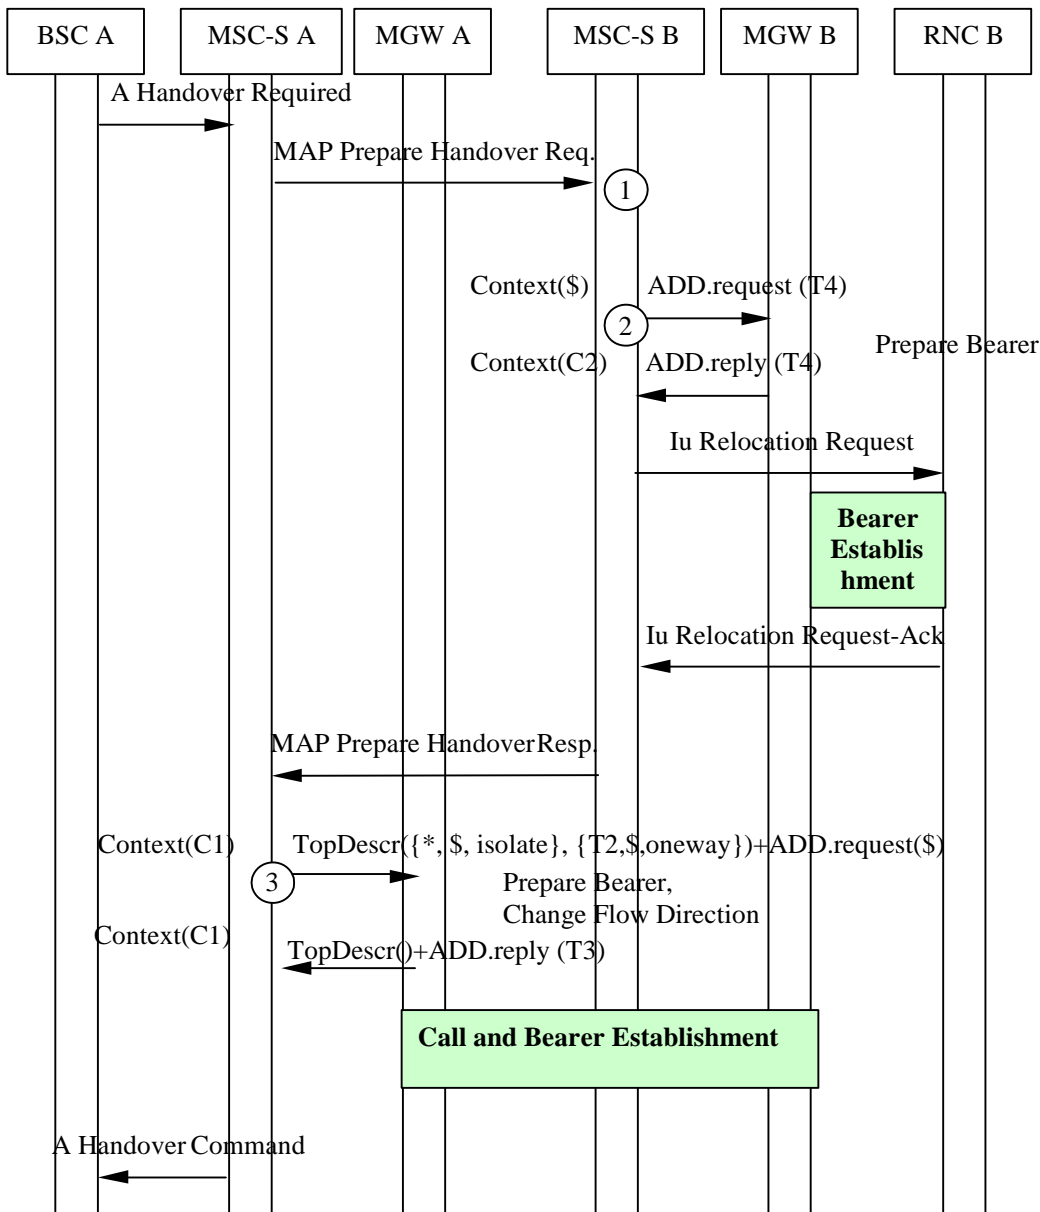 BSC A MSC-S A MGW A MSC-S B MGW B RNC B
A Handover Required
MAP Prepare Handover Req.
1
Context($) ADD.request (T4)
2
Prepare Bearer
Context(C2) ADD.reply (T4)
Iu Relocation Request
Bearer
Establis
hment
Iu Relocation Request-Ack
MAP Prepare Handover Resp.
Context(C1) TopDescr({*, $, isolate}, {T2,$,oneway})+ADD.request($)
3 Prepare Bearer,
Change Flow Direction
Context(C1)
TopDescr()+ADD.reply (T3)
Call and Bearer Establishment
A Handover Command